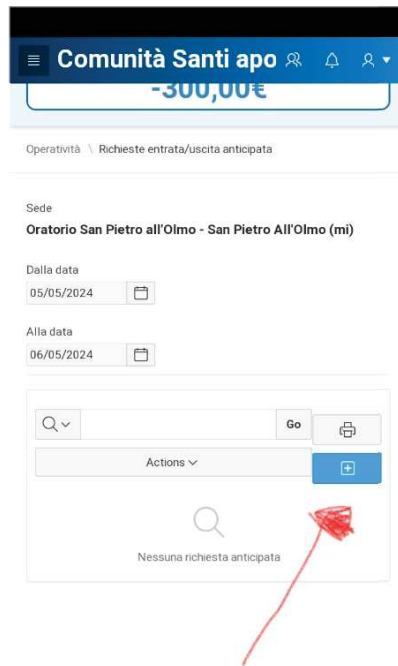 Comunità Santi apo
-300,00€
Operatività \ Richieste entrata/uscita anticipata
Sede
Oratorio San Pietro all'Olmo - San Pietro All'Olmo (mi)
Dalla data
05/05/2024
Alla data
06/05/2024
Go
Actions
Nessuna richiesta anticipata